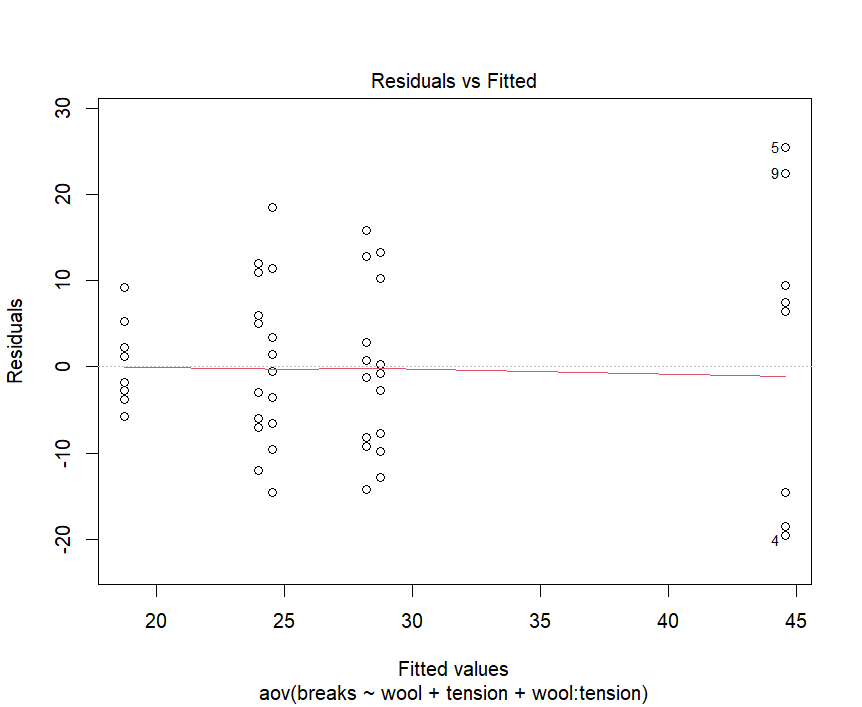 Residuals vs Fitted
30
20
10
0
-10
-20
Residuals
5
9
4
20 25 30 35 40 45
Fitted values
aov(breaks ~ wool + tension + wool:tension)